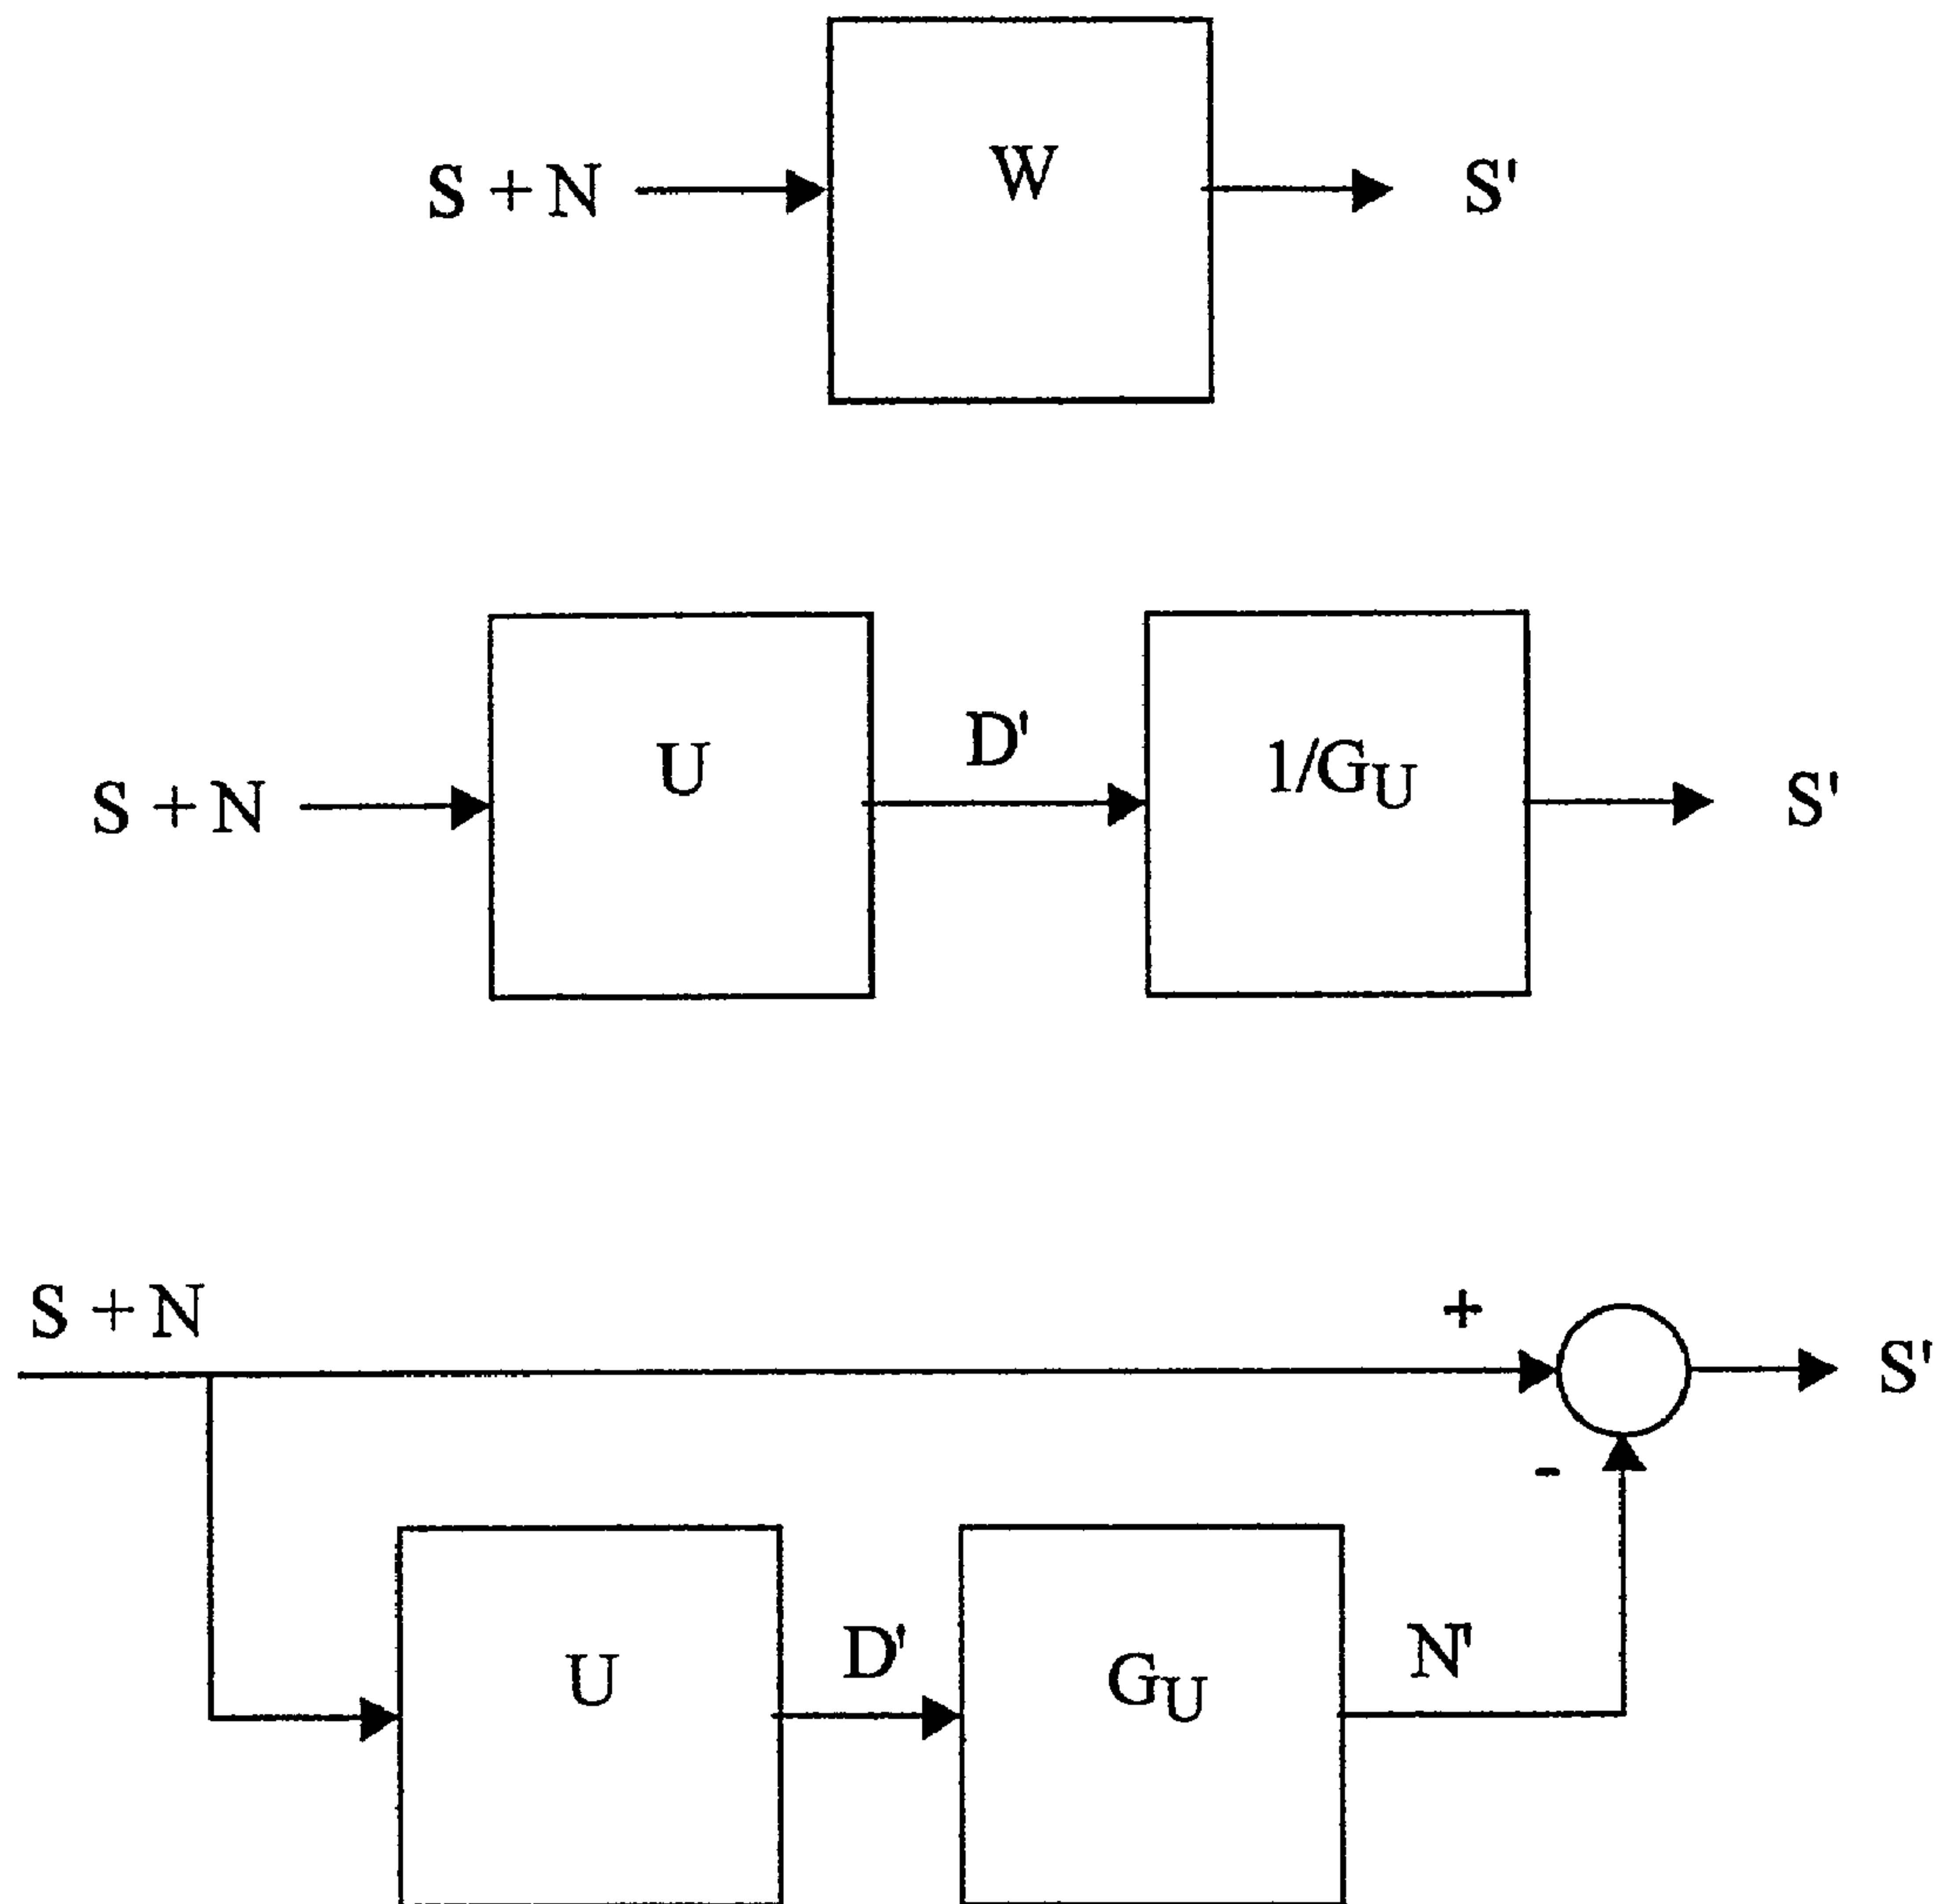 S + N W S'
S + N U D' 1/GU S'
S + N + S'
-
U D' GU N'